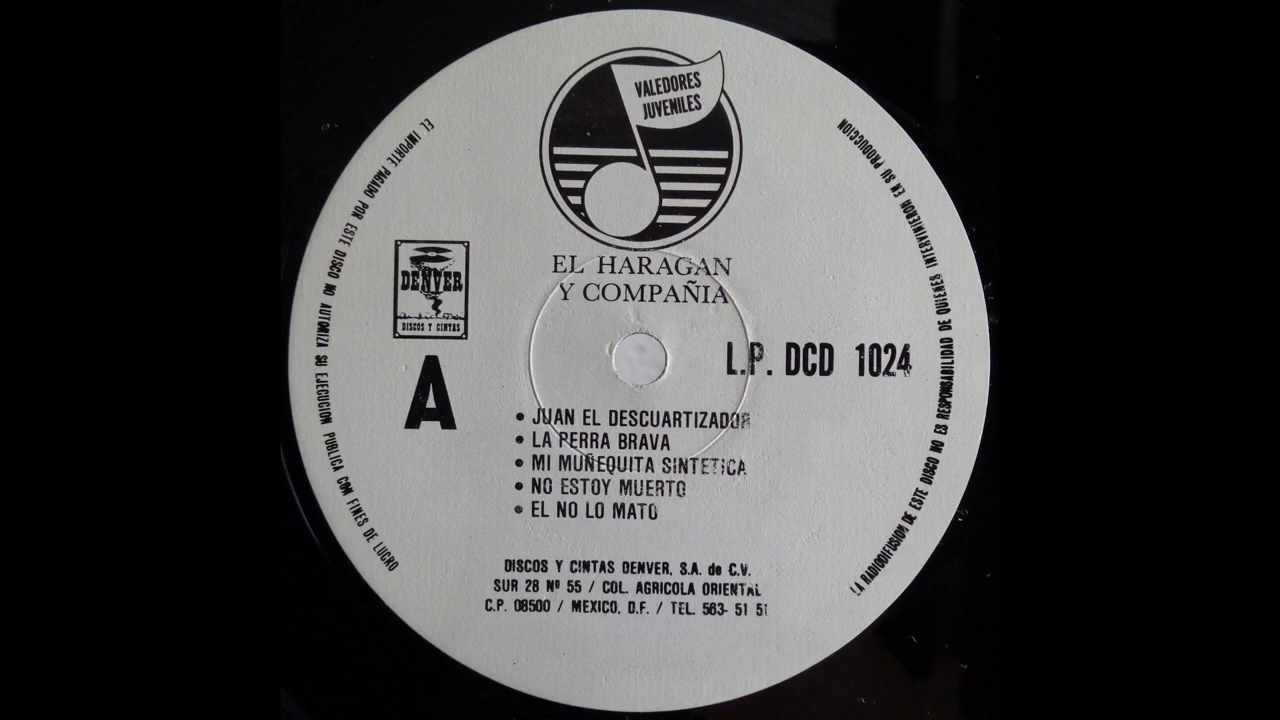 VALEDORES
JUVENILES
EL HARAGAN
Y COMPAÑIA
DENVER
DISCOS Y CINTAS
A
L.P. DCD 1024
• JUAN EL DESCUARTIZADOR
• LA PERRA BRAVA
• MI MUÑEQUITA SINTETICA
• NO ESTOY MUERTO
• EL NO LO MATO
DISCOS Y CINTAS DENVER, S.A. de C.V.
SUR 28 Nº 55 / COL. AGRICOLA ORIENTAL
C.P. 08500 / MEXICO, D.F. / TEL. 563- 51 51
EL IMPORTE PAGADO POR ESTE DISCO NO AUTORIZA SU EJECUCION PUBLICA CON FINES DE LUCRO
LA RADIODIFUSION DE ESTE DISCO NO ES RESPONSABILIDAD DE QUIENES INTERVINIERON EN SU PRODUCCION